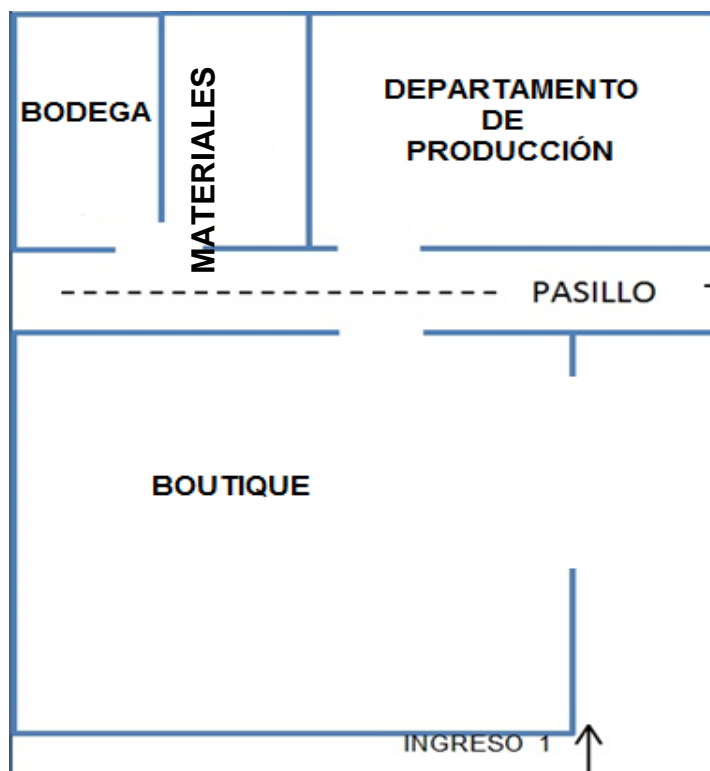 BODEGA
MATERIALES
DEPARTAMENTO
DE
PRODUCCIÓN
PASILLO
BOUTIQUE
INGRESO 1